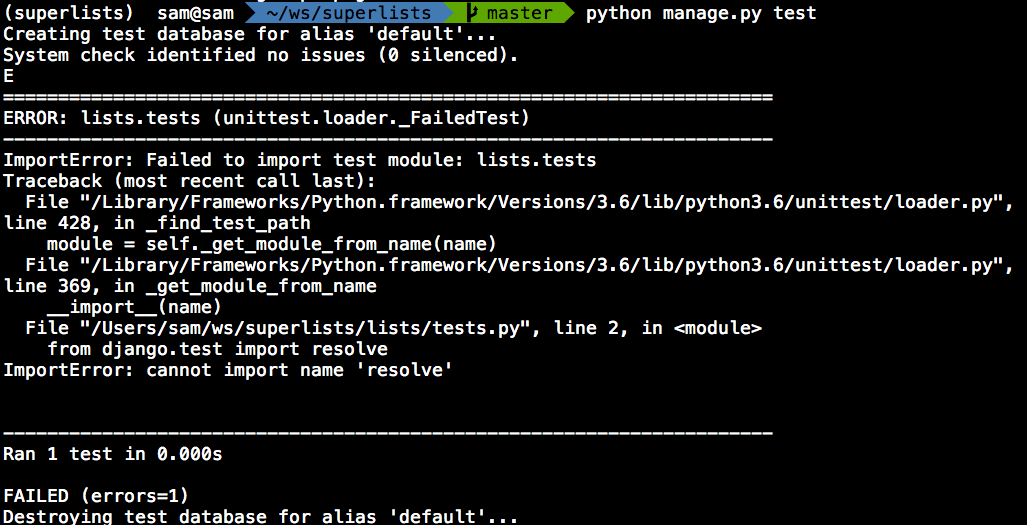 (superlists) sam@sam ~/ws/superlists master python manage.py test
Creating test database for alias 'default'...
System check identified no issues (0 silenced).
E
======================================================================
ERROR: lists.tests (unittest.loader._FailedTest)
----------------------------------------------------------------------
ImportError: Failed to import test module: lists.tests
Traceback (most recent call last):
  File "/Library/Frameworks/Python.framework/Versions/3.6/lib/python3.6/unittest/loader.py",
line 428, in _find_test_path
    module = self._get_module_from_name(name)
  File "/Library/Frameworks/Python.framework/Versions/3.6/lib/python3.6/unittest/loader.py",
line 369, in _get_module_from_name
    __import__(name)
  File "/Users/sam/ws/superlists/lists/tests.py", line 2, in <module>
    from django.test import resolve
ImportError: cannot import name 'resolve'
----------------------------------------------------------------------
Ran 1 test in 0.000s
FAILED (errors=1)
Destroying test database for alias 'default'...